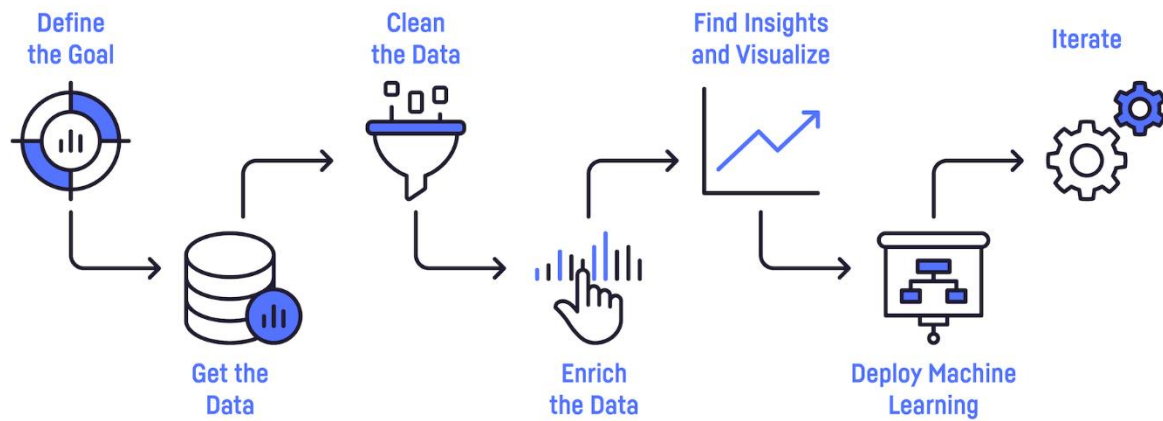 Define
the Goal
Get the
Data
Clean
the Data
Enrich
the Data
Find Insights
and Visualize
Deploy Machine
Learning
Iterate